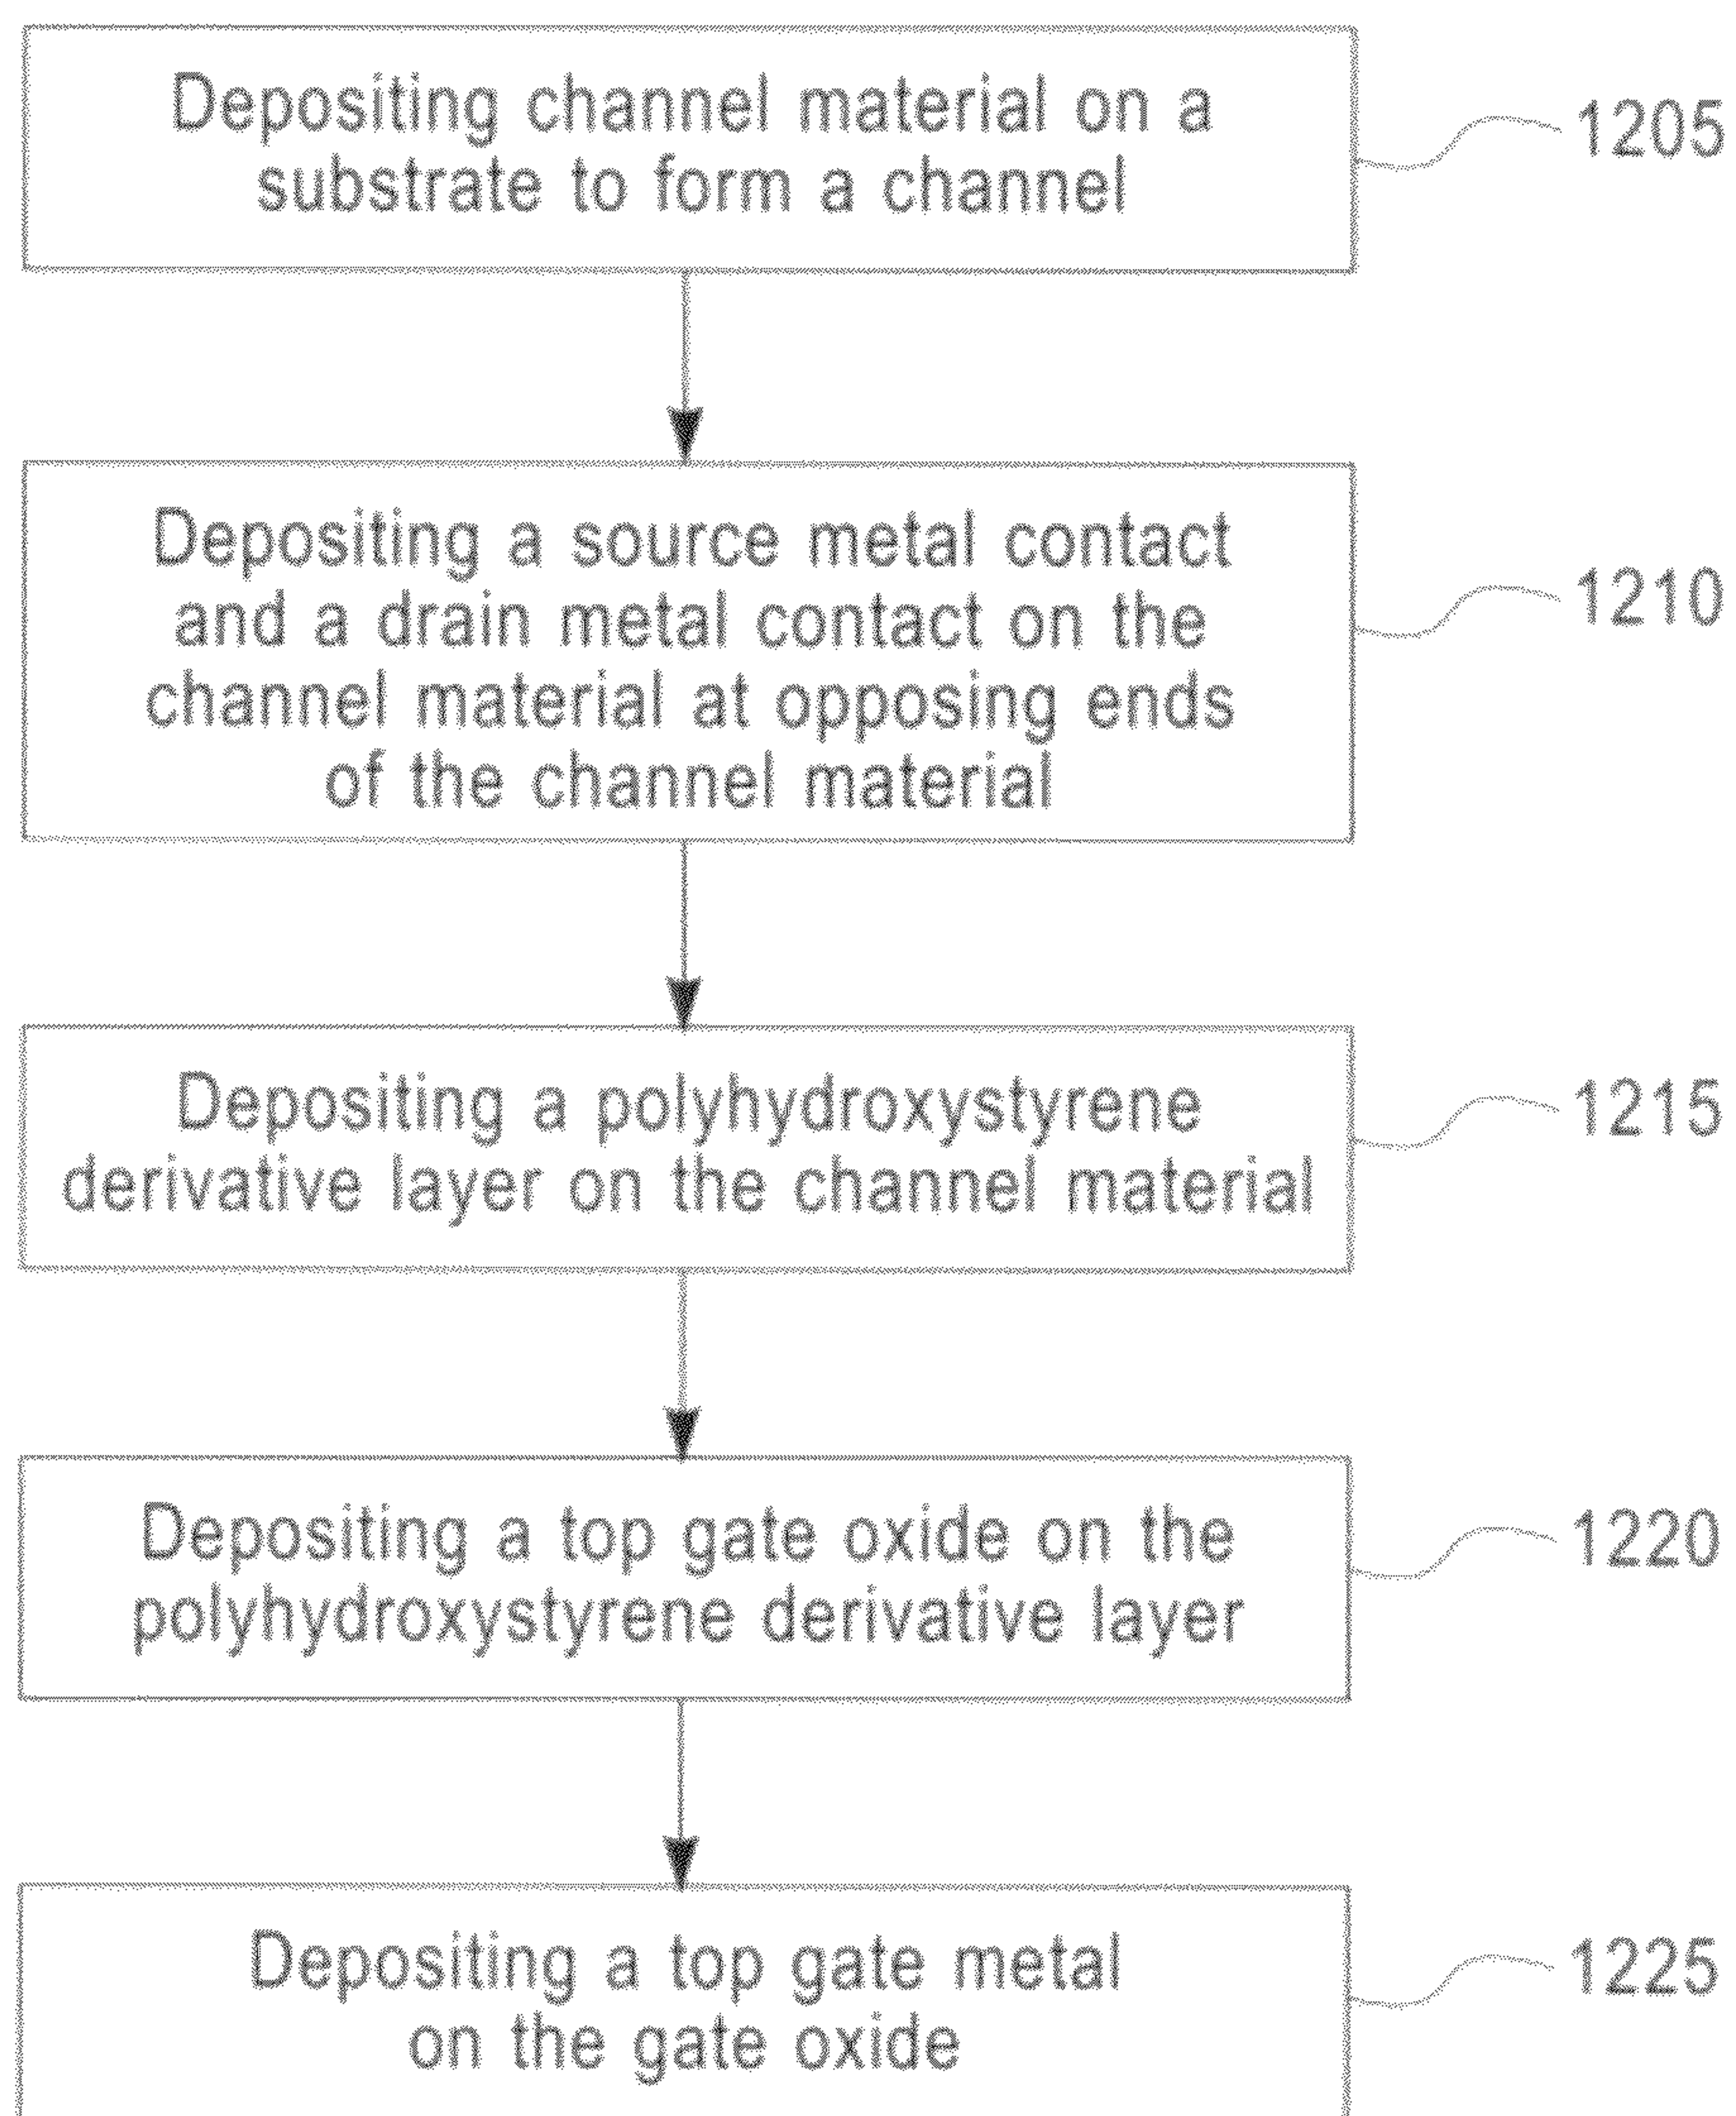 Depositing channel material on a
substrate to form a channel
1205
Depositing a source metal contact
and a drain metal contact on the
channel material at opposing ends
of the channel material
1210
Depositing a polyhydroxystyrene
derivative layer on the channel material
1215
Depositing a top gate oxide on the
polyhydroxystyrene derivative layer
1220
Depositing a top gate metal
on the gate oxide
1225